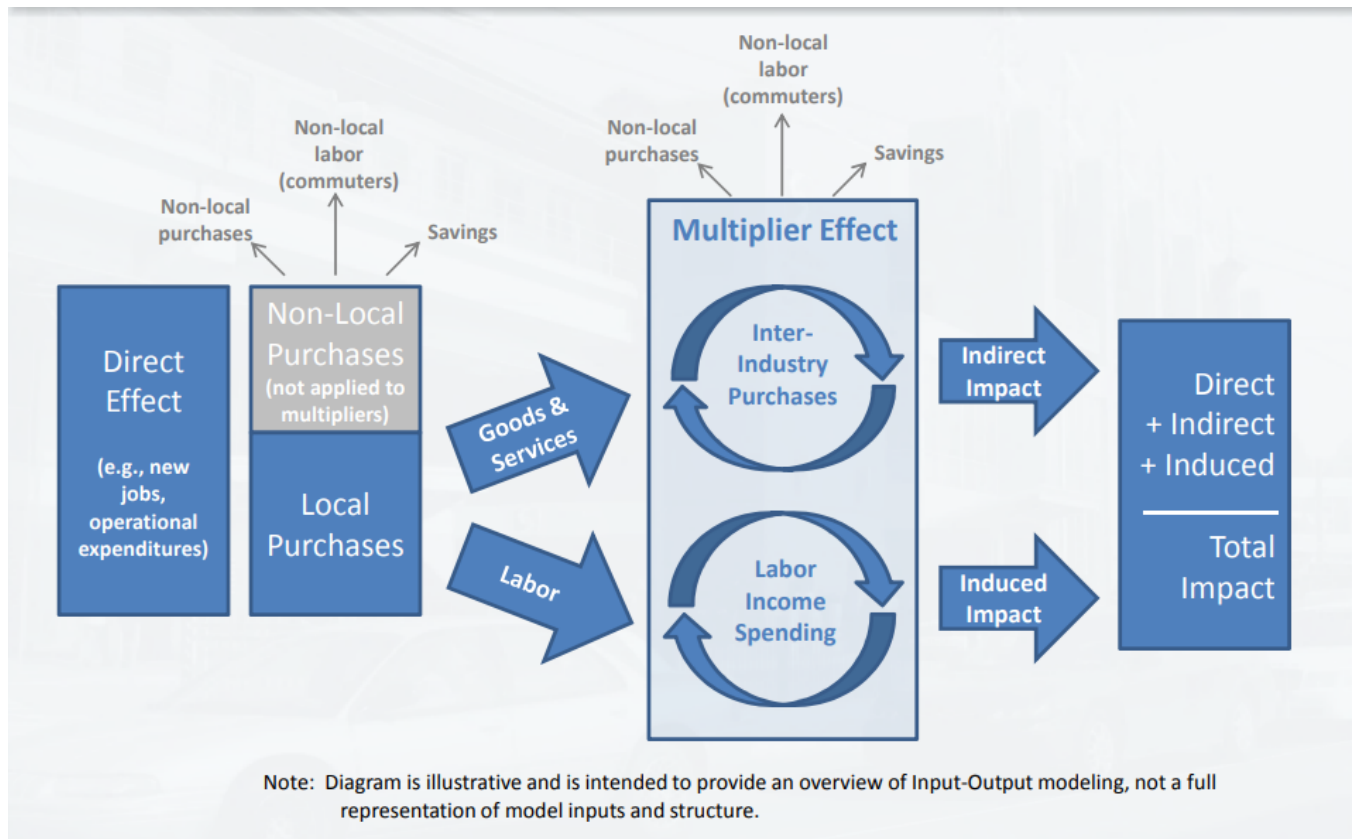 Non-local
labor
(commuters)
Non-local
purchases
Savings
Non-local
labor
(commuters)
Non-local
purchases
Savings
Direct
Effect
(e.g., new
jobs,
operational
expenditures)
Non-Local
Purchases
(not applied to
multipliers)
Local
Purchases
Goods &
Services
Labor
Multiplier Effect
Inter-
Industry
Purchases
Labor
Income
Spending
Indirect
Impact
Induced
Impact
Direct
+ Indirect
+ Induced
Total
Impact
Note: Diagram is illustrative and is intended to provide an overview of Input-Output modeling, not a full
representation of model inputs and structure.